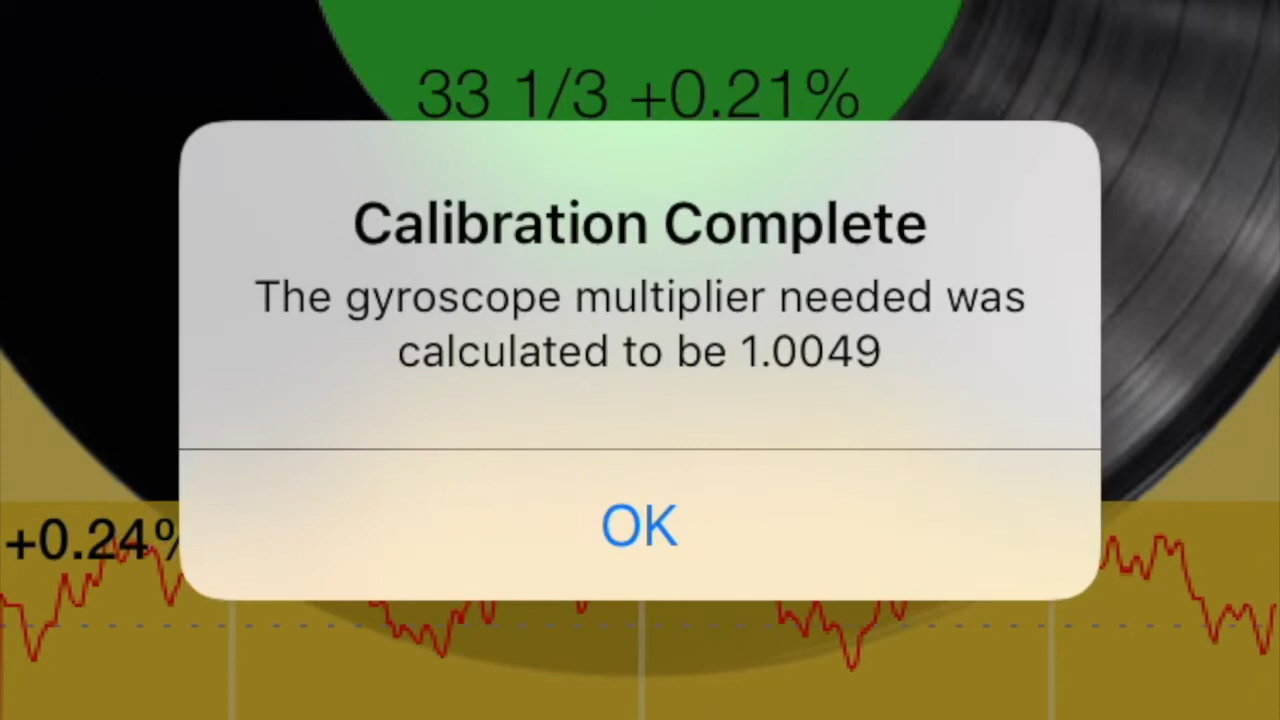 33 1/3 +0.21%
Calibration Complete
The gyroscope multiplier needed was
calculated to be 1.0049
OK
+0.24%